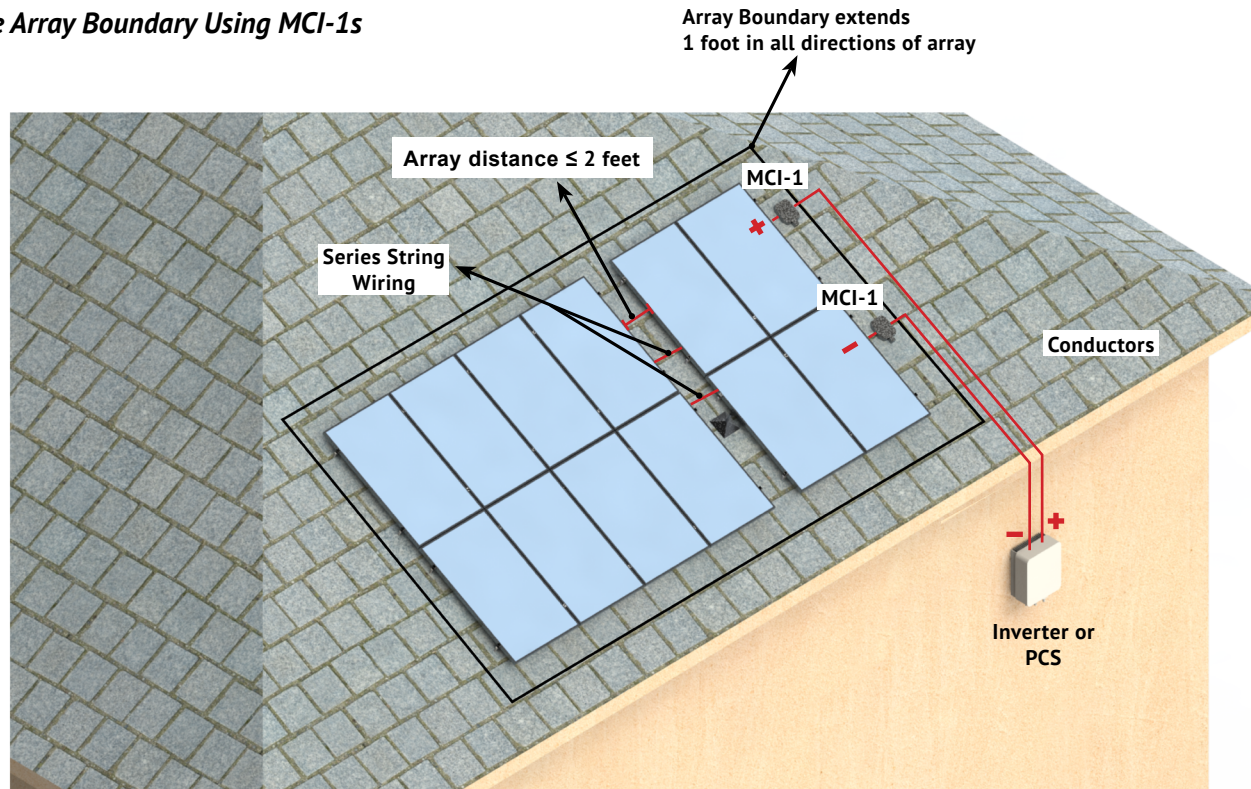 Array Boundary Using MCI-1s
Array Boundary extends
1 foot in all directions of array
Array distance ≤ 2 feet
MCI-1
+
Series String
Wiring
MCI-1
–
Conductors
–
+
Inverter or
PCS